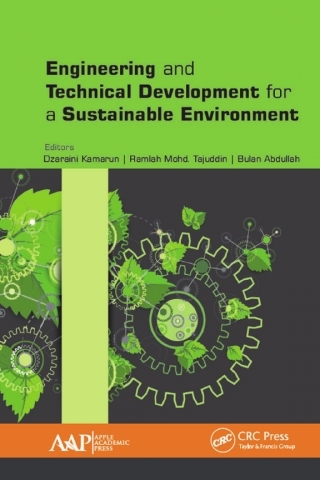 Engineering and
Technical Development for
a Sustainable Environment
Editors
Dzaraini Kamarun | Ramlah Mohd. Tajuddin | Bulan Abdullah
AAP
APPLE
ACADEMIC
PRESS
CRC
CRC Press
Taylor & Francis Group